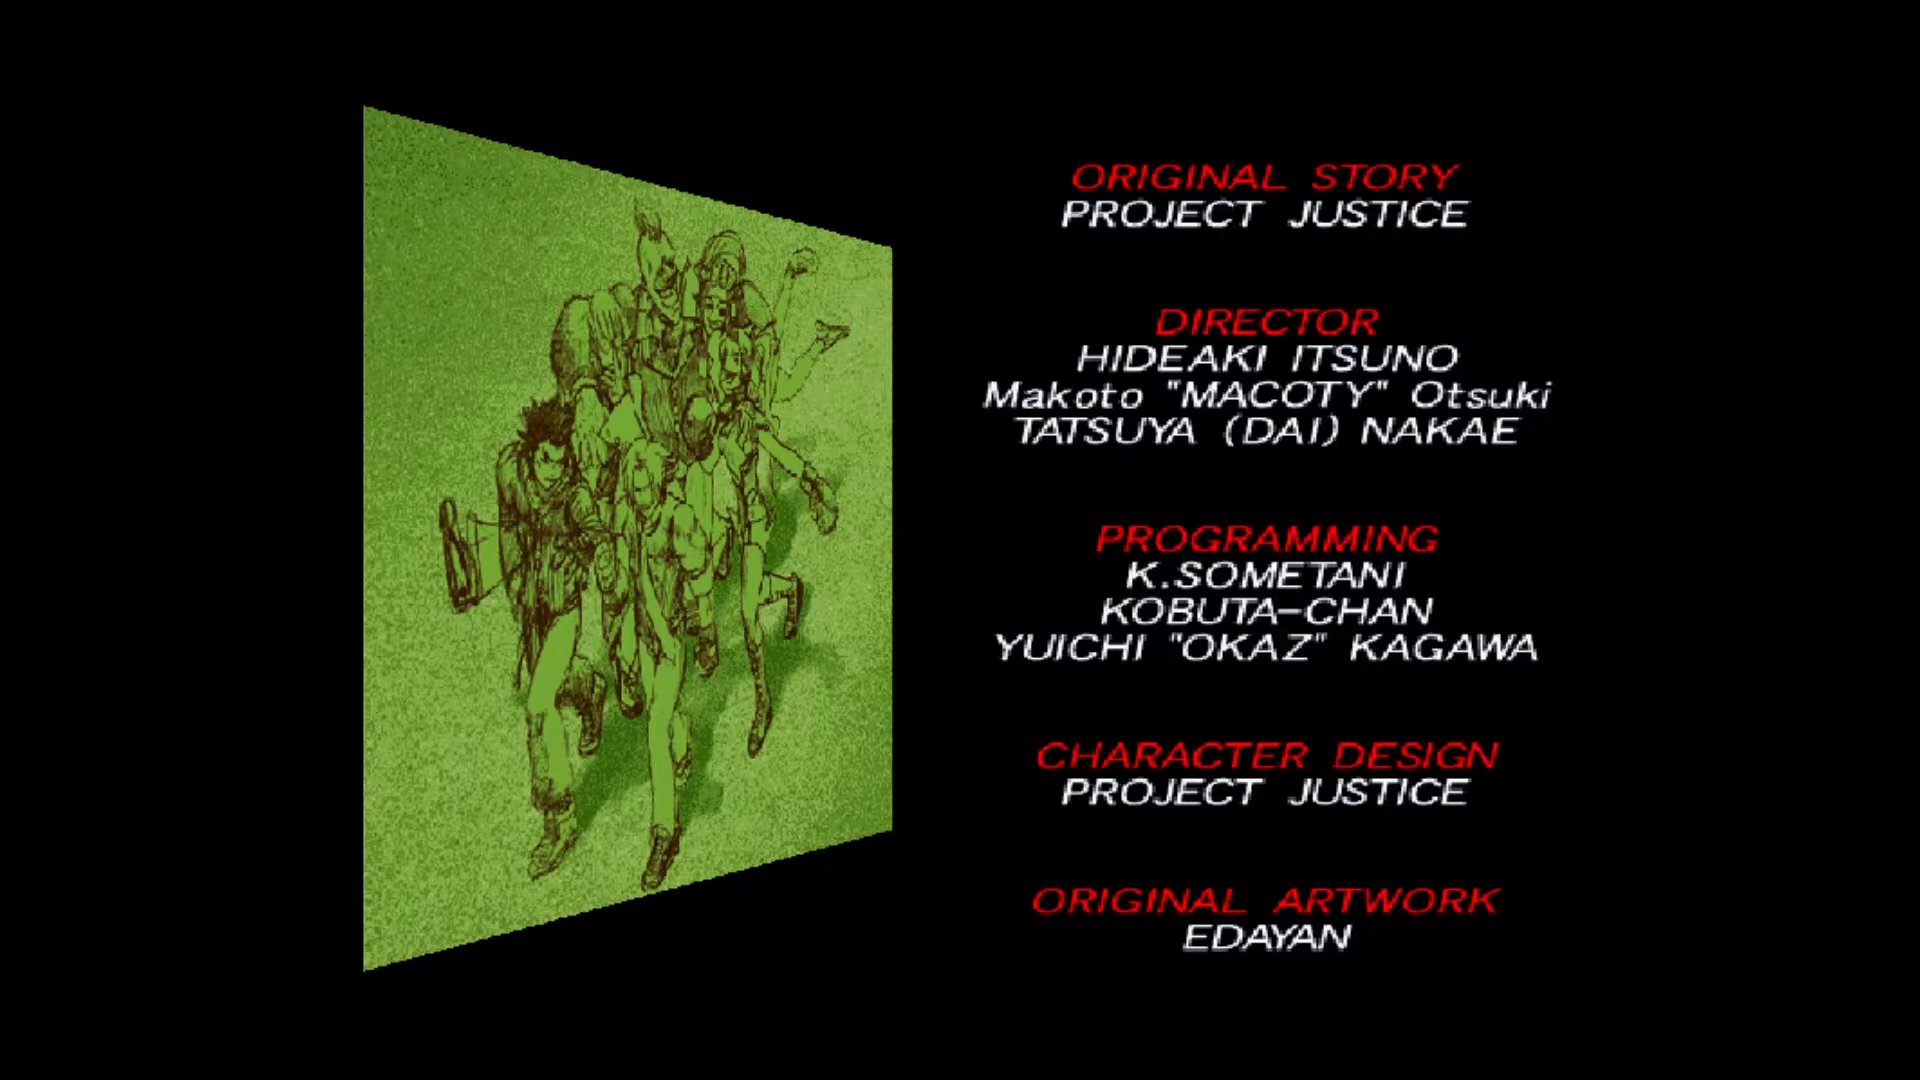 ORIGINAL STORY
PROJECT JUSTICE
DIRECTOR
HIDEAKI ITSUNO
Makoto "MACOTY" Otsuki
TATSUYA (DAI) NAKAE
PROGRAMMING
K.SOMETANI
KOBUTA-CHAN
YUICHI "OKAZ" KAGAWA
CHARACTER DESIGN
PROJECT JUSTICE
ORIGINAL ARTWORK
EDAYAN